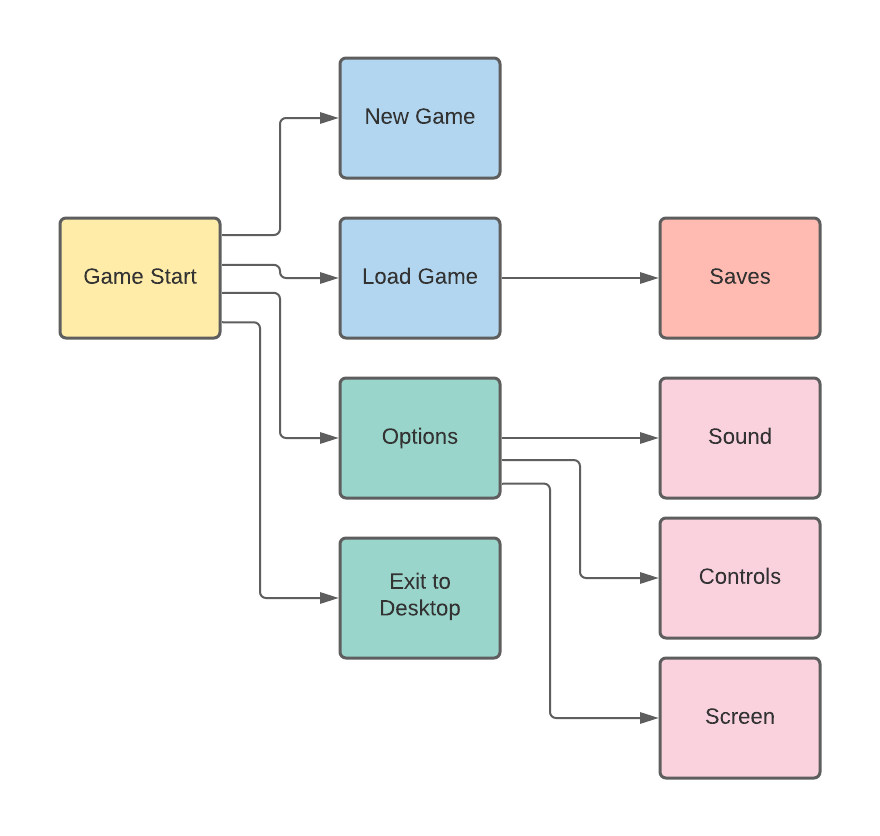 New Game
Game Start
Load Game
Saves
Options
Sound
Exit to
Desktop
Controls
Screen